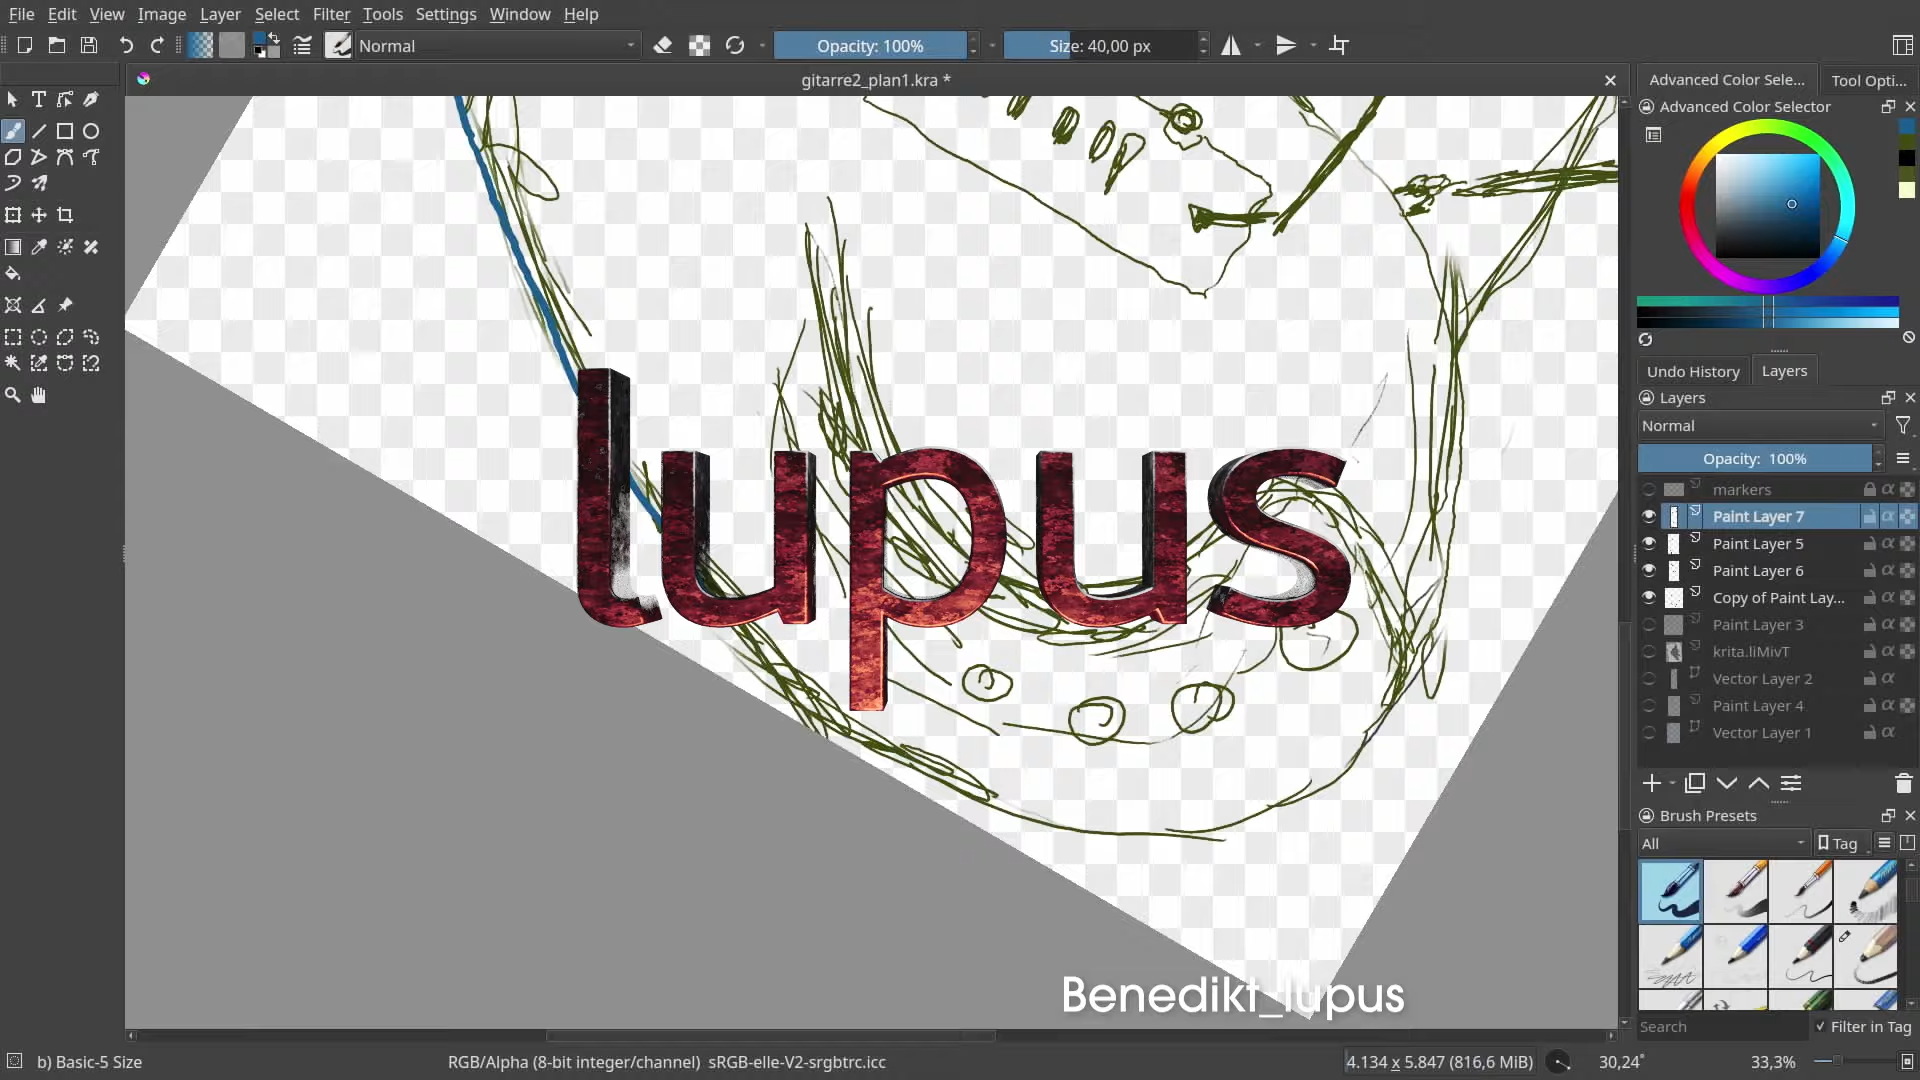 File Edit View Image Layer Select Filter Tools Settings Window Help
Normal Opacity: 100% Size: 40,00 px
gitarre2_plan1.kra *
Advanced Color Sele... Tool Opti...
Advanced Color Selector
lupus
Undo History Layers
Layers
Normal
Opacity: 100%
markers
Paint Layer 7
Paint Layer 5
Paint Layer 6
Copy of Paint Lay...
Paint Layer 3
krita.liMivT
Vector Layer 2
Paint Layer 4
Vector Layer 1
Brush Presets
All Tag
Search Filter in Tag
Benedikt_lupus
b) Basic-5 Size RGB/Alpha (8-bit integer/channel) sRGB-elle-V2-srgbtrc.icc 4.134 x 5.847 (816,6 MiB) 30,24° 33,3%